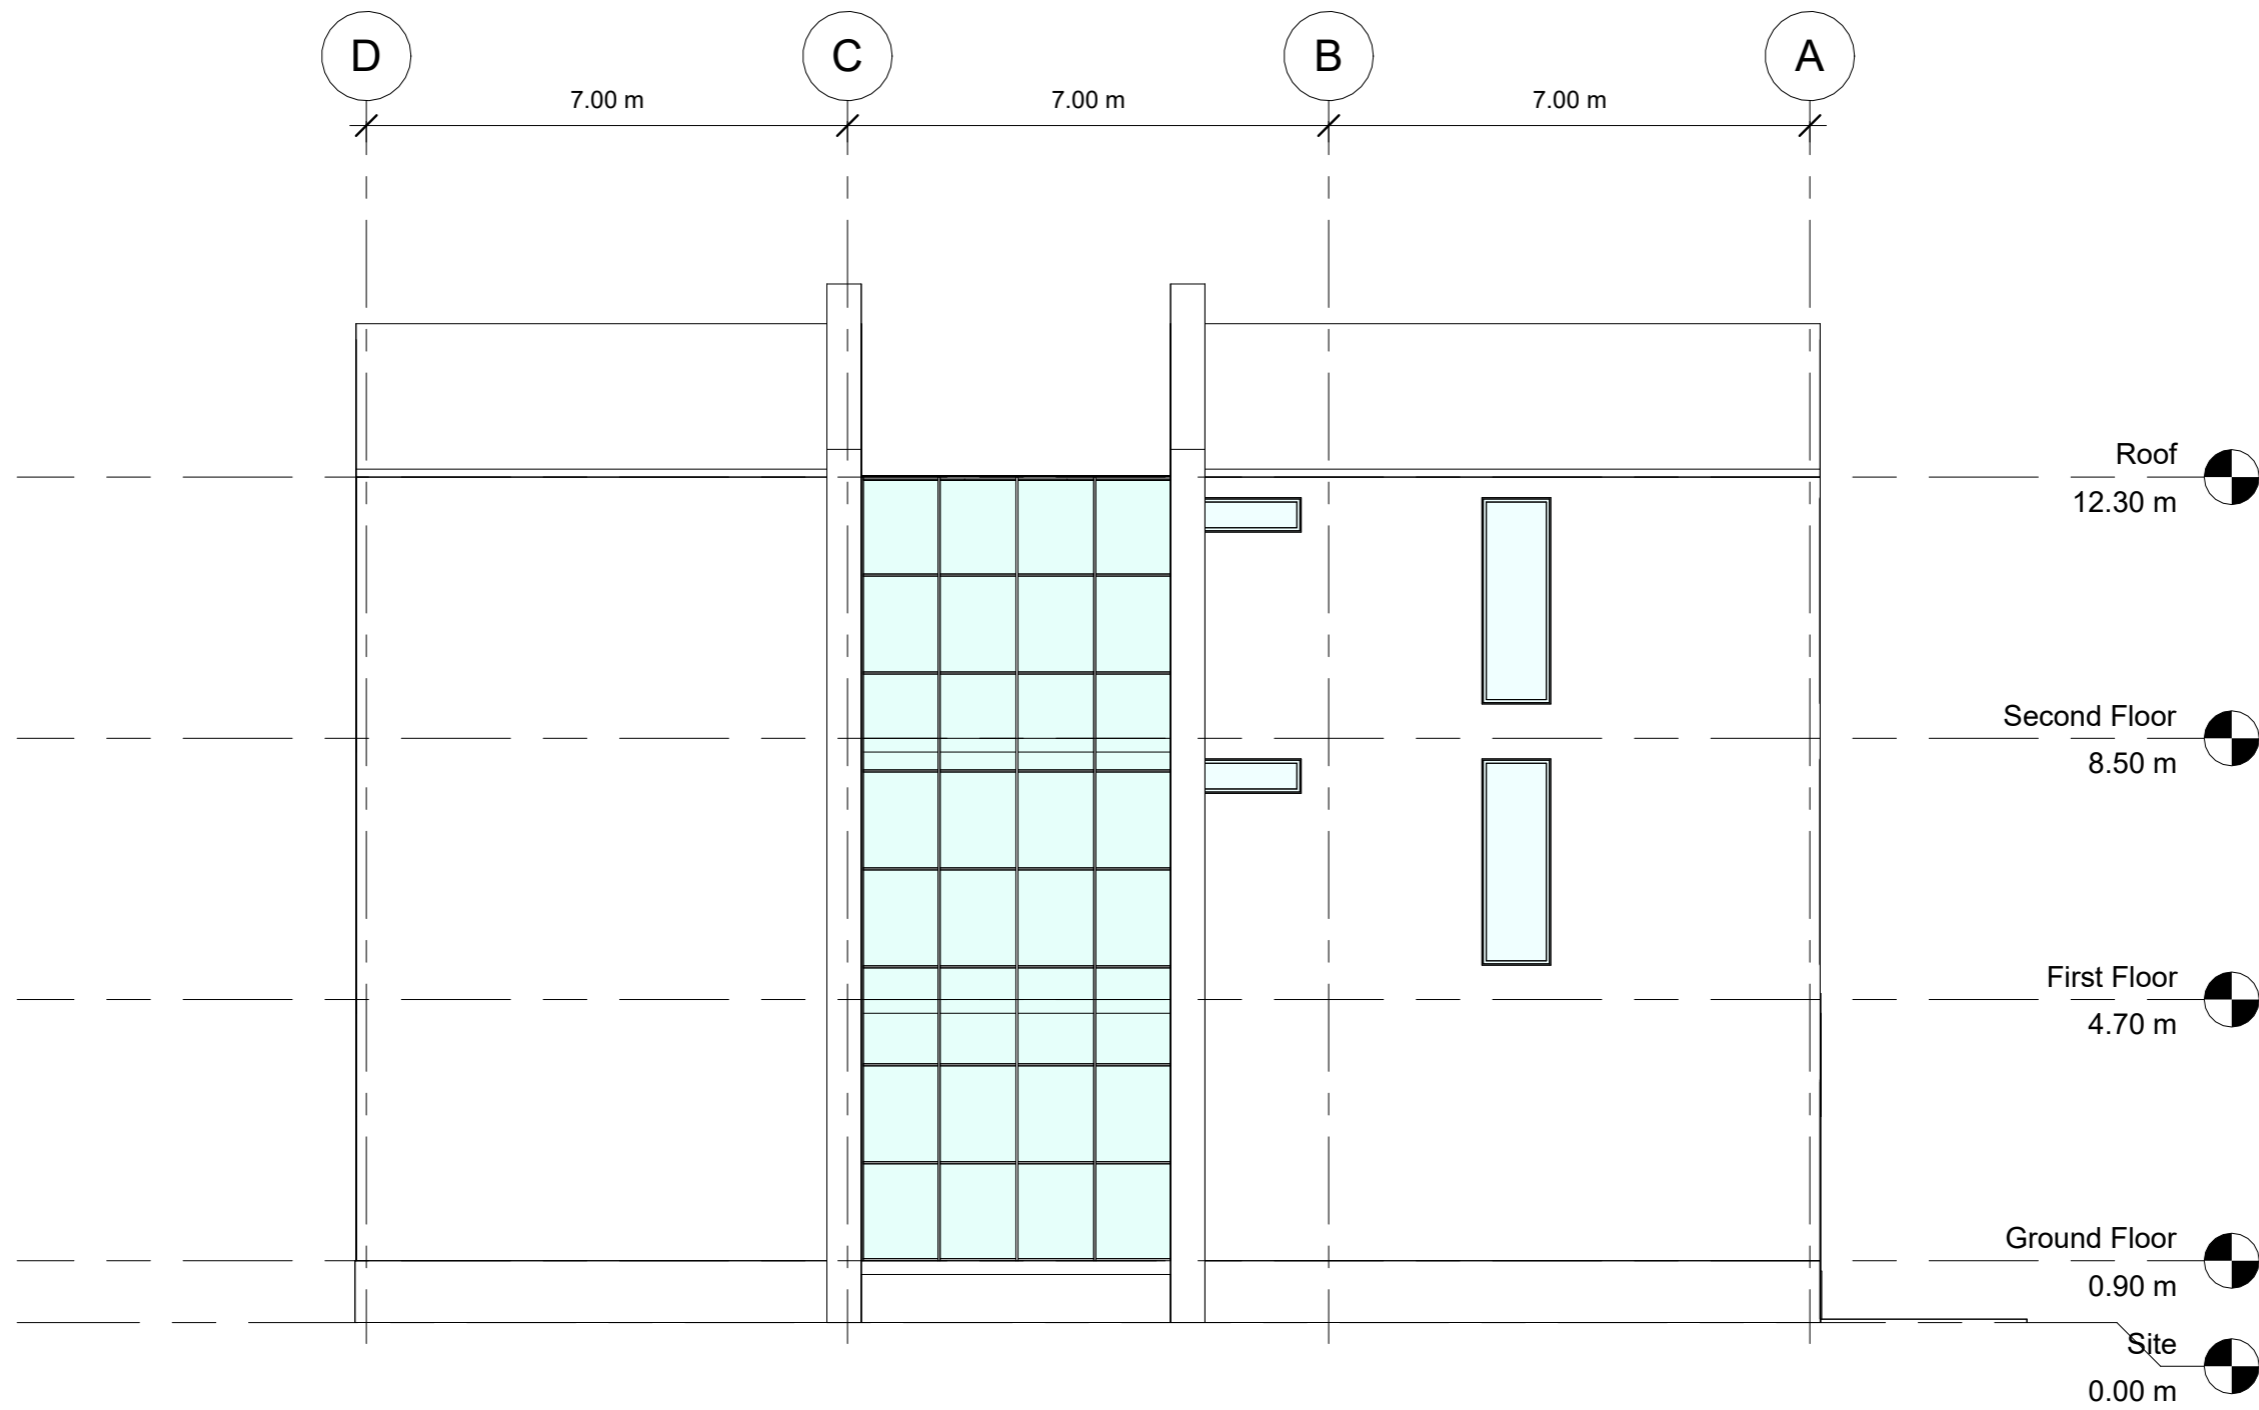 D
C
B
A
7.00 m
7.00 m
7.00 m
Roof
12.30 m
Second Floor
8.50 m
First Floor
4.70 m
Ground Floor
0.90 m
Site
0.00 m